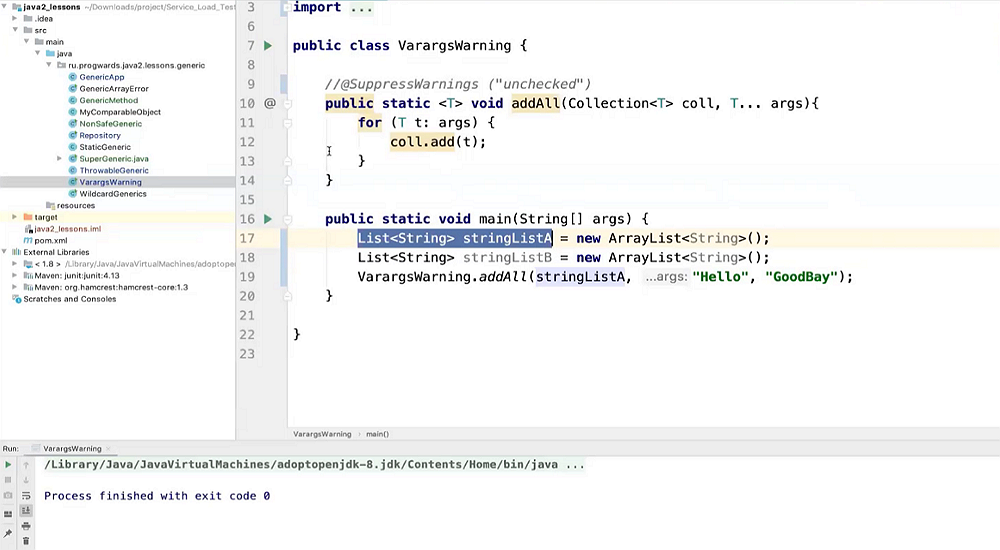 java2_lessons ~/Downloads/project/Service_Load_Test
.idea
src
main
java
ru.progwards.java2.lessons.generic
GenericApp
GenericArrayError
GenericMethod
MyComparableObject
NonSafeGeneric
Repository
StaticGeneric
SuperGeneric.java
ThrowableGeneric
VarargsWarning
WildcardGenerics
resources
target
java2_lessons.iml
pom.xml
External Libraries
< 1.8 > /Library/Java/JavaVirtualMachines/adoptope
Maven: junit:junit:4.13
Maven: org.hamcrest:hamcrest-core:1.3
Scratches and Consoles
3 import ...
6
7 public class VarargsWarning {
8
9 //@SuppressWarnings ("unchecked")
10 @ public static <T> void addAll(Collection<T> coll, T... args){
11 for (T t: args) {
12 coll.add(t);
13 }
14 }
15
16 public static void main(String[] args) {
17 List<String> stringListA = new ArrayList<String>();
18 List<String> stringListB = new ArrayList<String>();
19 VarargsWarning.addAll(stringListA, ...args: "Hello", "GoodBay");
20 }
21
22 }
23
VarargsWarning > main()
Run: VarargsWarning ×
/Library/Java/JavaVirtualMachines/adoptopenjdk-8.jdk/Contents/Home/bin/java ...
Process finished with exit code 0